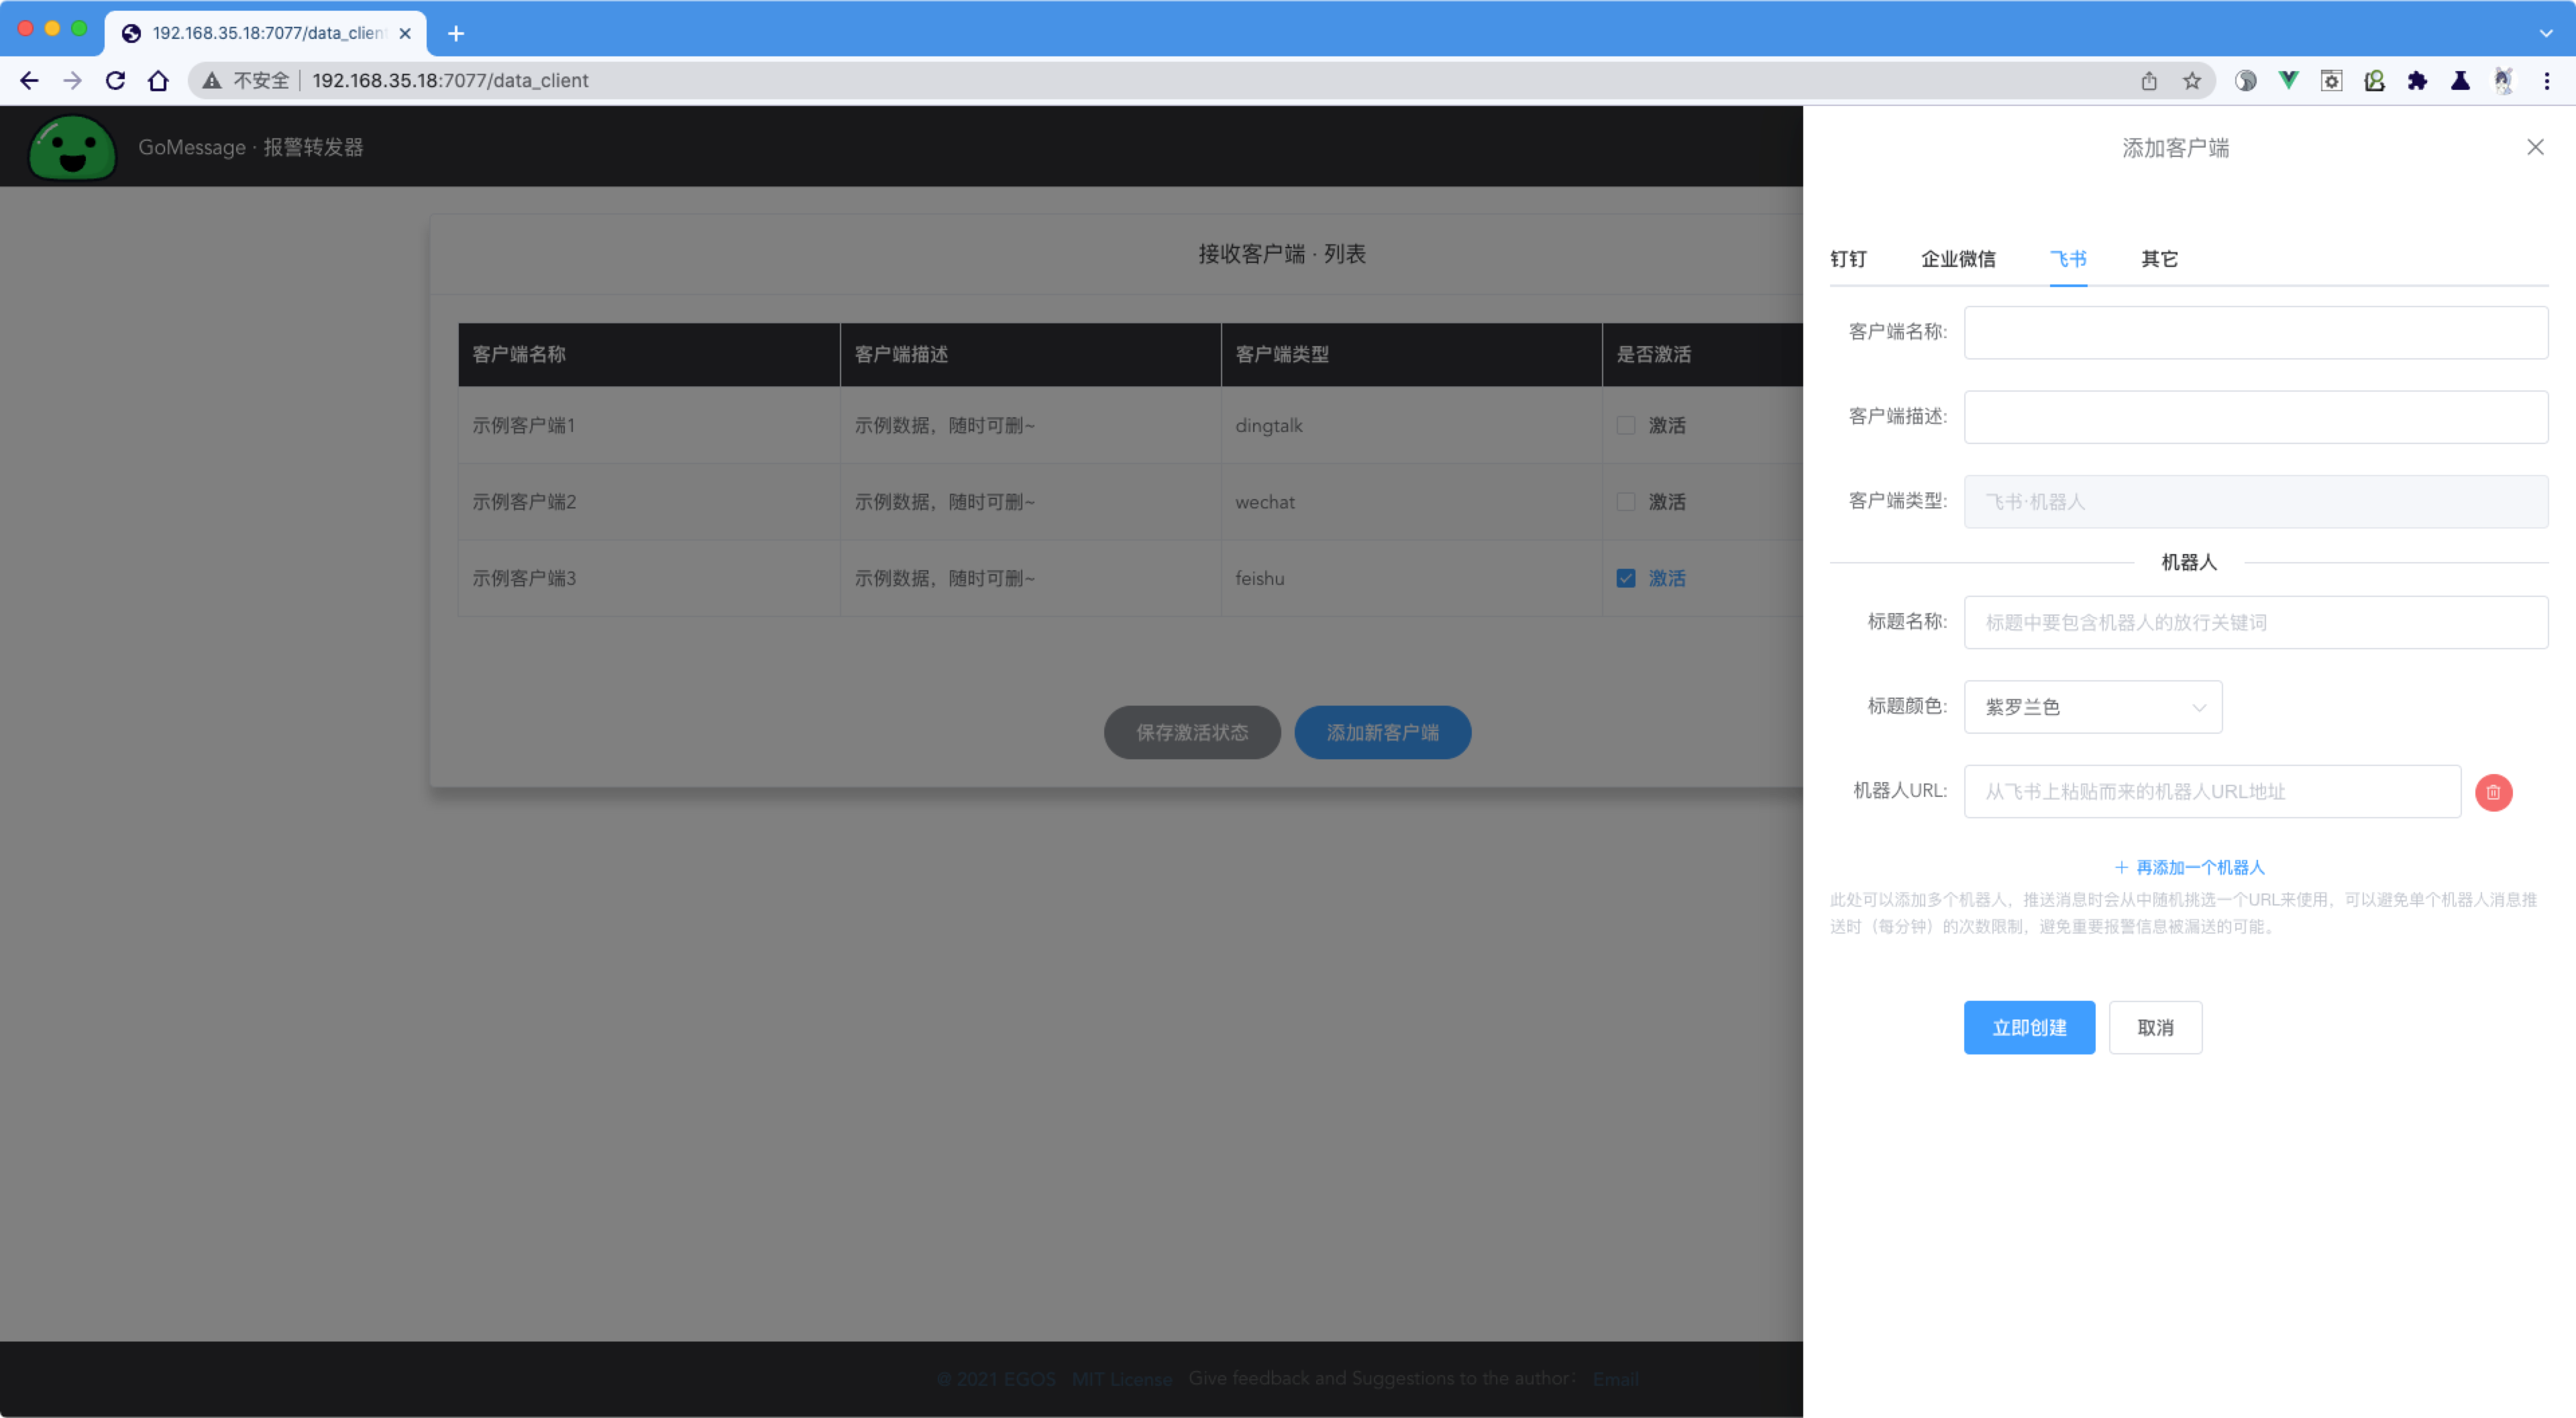 192.168.35.18:7077/data_clien
不安全 192.168.35.18:7077/data_client
GoMessage · 报警转发器
接收客户端 · 列表
客户端名称 客户端描述 客户端类型 是否激活
示例客户端1 示例数据，随时可删~ dingtalk 激活
示例客户端2 示例数据，随时可删~ wechat 激活
示例客户端3 示例数据，随时可删~ feishu 激活
保存激活状态 添加新客户端
© 2021 EGOS MIT License Give feedback and Suggestions to the author： Email
添加客户端
钉钉 企业微信 飞书 其它
客户端名称:
客户端描述:
客户端类型: 飞书·机器人
机器人
标题名称: 标题中要包含机器人的放行关键词
标题颜色: 紫罗兰色
机器人URL: 从飞书上粘贴而来的机器人URL地址
+ 再添加一个机器人
此处可以添加多个机器人，推送消息时会从中随机挑选一个URL来使用，可以避免单个机器人消息推
送时（每分钟）的次数限制，避免重要报警信息被漏送的可能。
立即创建 取消